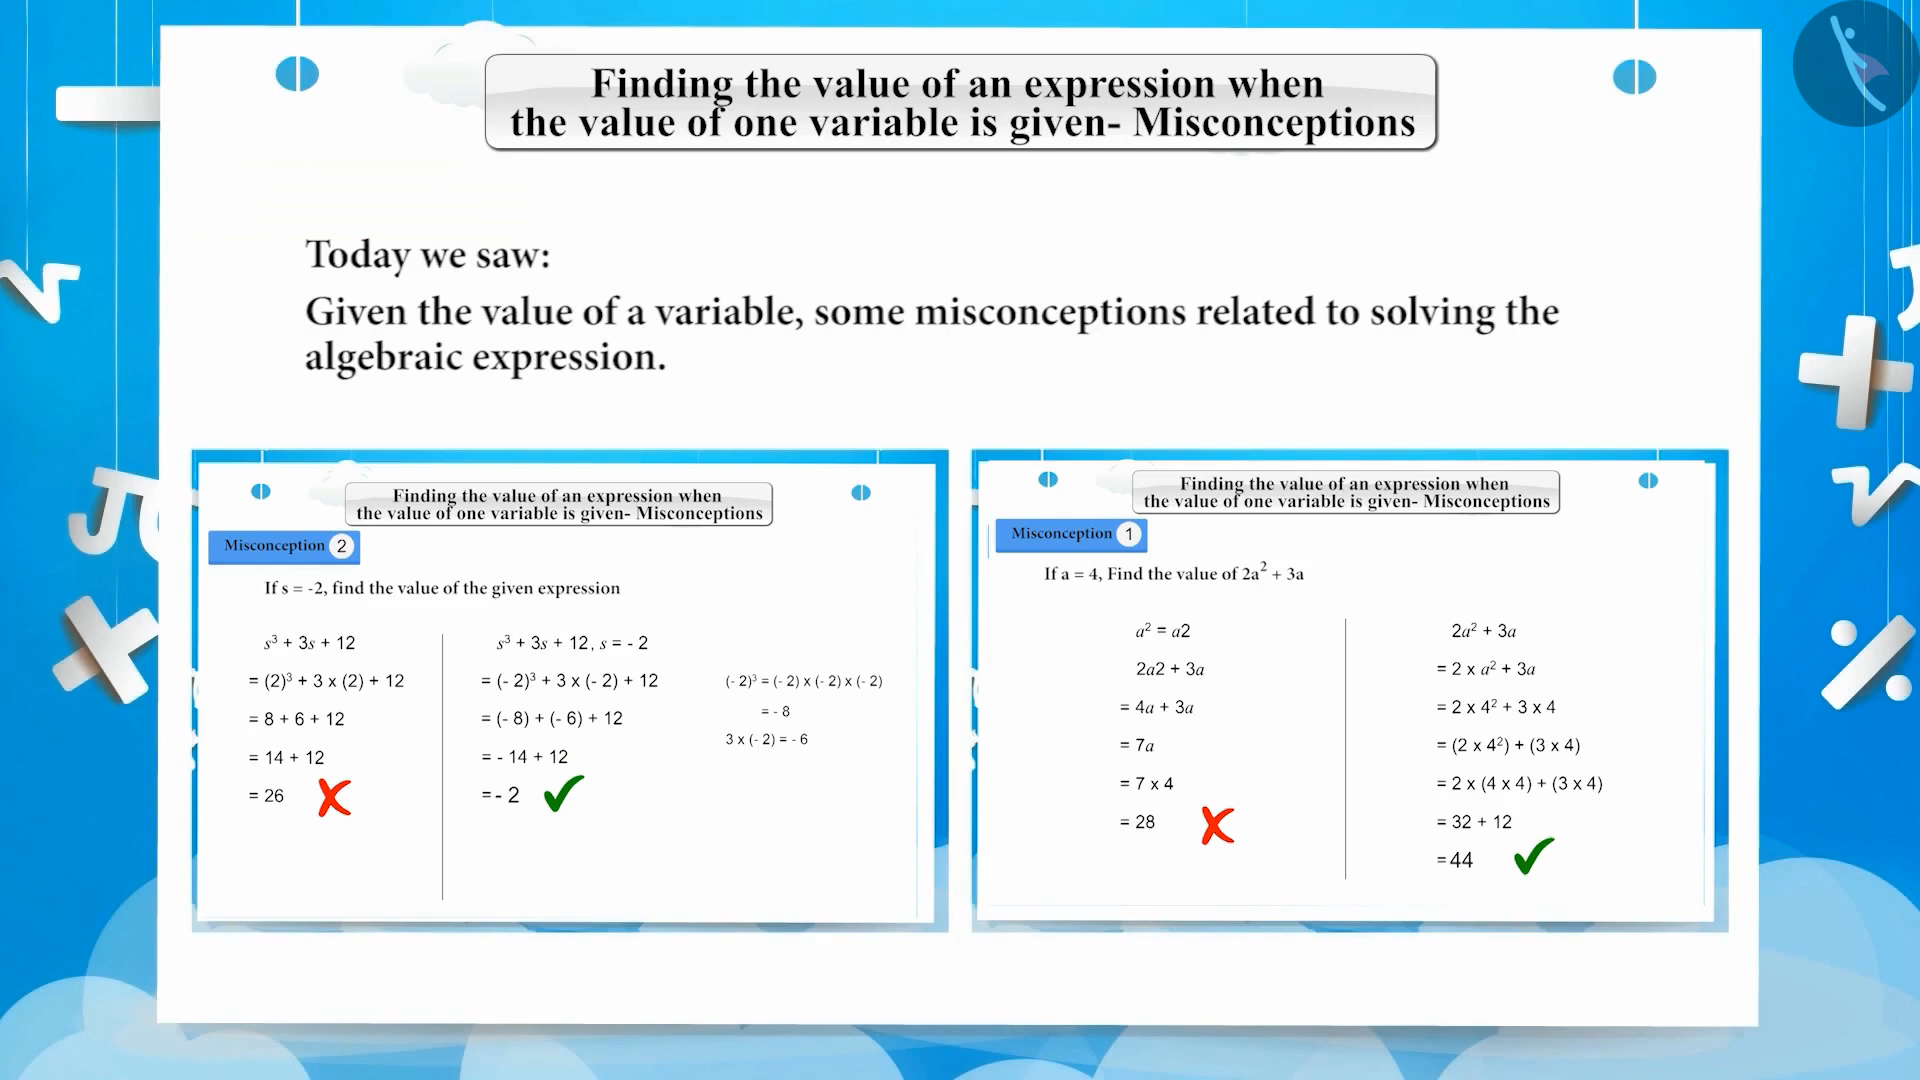 Finding the value of an expression when
the value of one variable is given- Misconceptions
Today we saw:
Given the value of a variable, some misconceptions related to solving the
algebraic expression.
Finding the value of an expression when
the value of one variable is given- Misconceptions
Misconception 2
If s = -2, find the value of the given expression
s³ + 3s + 12
= (2)³ + 3 x (2) + 12
= 8 + 6 + 12
= 14 + 12
= 26
s³ + 3s + 12, s = - 2
= (- 2)³ + 3 x (- 2) + 12
= (- 8) + (- 6) + 12
= - 14 + 12
= - 2
(- 2)³ = (- 2) x (- 2) x (- 2)
= - 8
3 x (- 2) = - 6
Finding the value of an expression when
the value of one variable is given- Misconceptions
Misconception 1
If a = 4, Find the value of 2a² + 3a
a² = a2
2a2 + 3a
= 4a + 3a
= 7a
= 7 x 4
= 28
2a² + 3a
= 2 x a² + 3a
= 2 x 4² + 3 x 4
= (2 x 4²) + (3 x 4)
= 2 x (4 x 4) + (3 x 4)
= 32 + 12
= 44